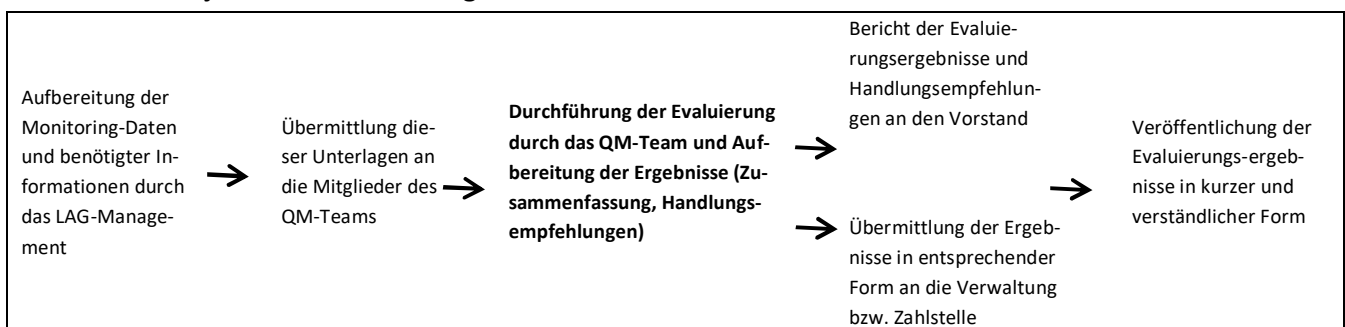 Aufbereitung der
Monitoring-Daten
und benötigter In-
formationen durch
das LAG-Manage-
ment
Übermittlung die-
ser Unterlagen an
die Mitglieder des
QM-Teams
Durchführung der Evaluierung
durch das QM-Team und Auf-
bereitung der Ergebnisse (Zu-
sammenfassung, Handlungs-
empfehlungen)
Bericht der Evaluie-
rungsergebnisse und
Handlungsempfehlun-
gen an den Vorstand
Übermittlung der Ergeb-
nisse in entsprechender
Form an die Verwaltung
bzw. Zahlstelle
Veröffentlichung der
Evaluierungs-ergeb-
nisse in kurzer und
verständlicher Form